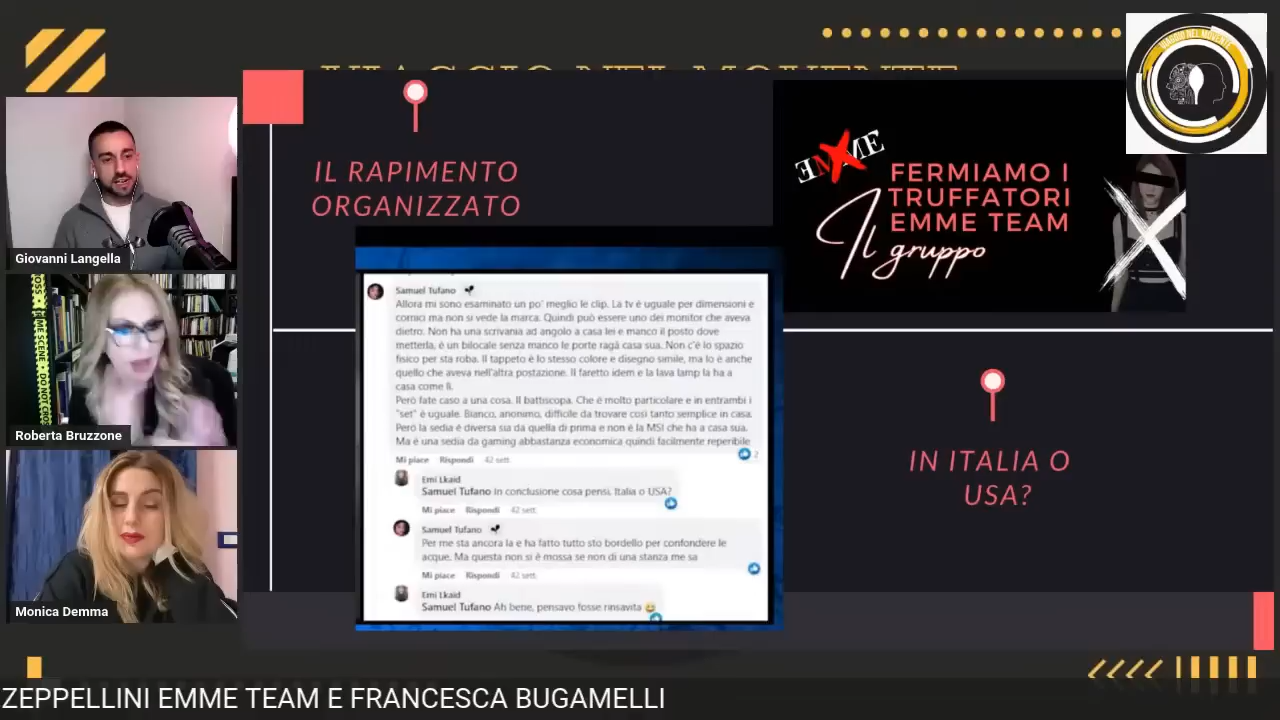 VIAGGIO NEL MOVENTE
VIAGGIO NEL MOVENTE
IL RAPIMENTO
ORGANIZZATO
EMME
FERMIAMO I
TRUFFATORI
EMME TEAM
Il gruppo
Giovanni Langella
Roberta Bruzzone
Monica Demma
Samuel Tufano
Allora mi sono esaminato un po' meglio le clip. La tv è uguale per dimensioni e
cornici ma non si vede la marca. Quindi può essere uno dei monitor che aveva
dietro. Non ha una scrivania ad angolo a casa lei e manco il posto dove
metterla, è un bilocale senza manco le porte ragà casa sua. Non c'è lo spazio
fisico per sta roba. Il tappeto è lo stesso colore e disegno simile, ma lo è anche
quello che aveva nell'altra postazione. Il faretto idem e la lava lamp la ha a
casa come lì.
Però fate caso a una cosa. Il battiscopa. Che è molto particolare e in entrambi i
"set" è uguale. Bianco, anonimo, difficile da trovare così tanto semplice in casa.
Però la sedia è diversa sia da quella di prima e non è la MSI che ha a casa sua.
Ma è una sedia da gaming abbastanza economica quindi facilmente reperibile
Mi piace Rispondi 42 sett.
2
Emi Lkaid
Samuel Tufano In conclusione cosa pensi, Italia o USA?
Mi piace Rispondi 42 sett.
Samuel Tufano
Per me sta ancora la e ha fatto tutto sto bordello per confondere le
acque. Ma questa non si è mossa se non di una stanza me sa
Mi piace Rispondi 42 sett.
Emi Lkaid
Samuel Tufano Ah bene, pensavo fosse rinsavita 😅
IN ITALIA O
USA?
ZEPPELLINI EMME TEAM E FRANCESCA BUGAMELLI